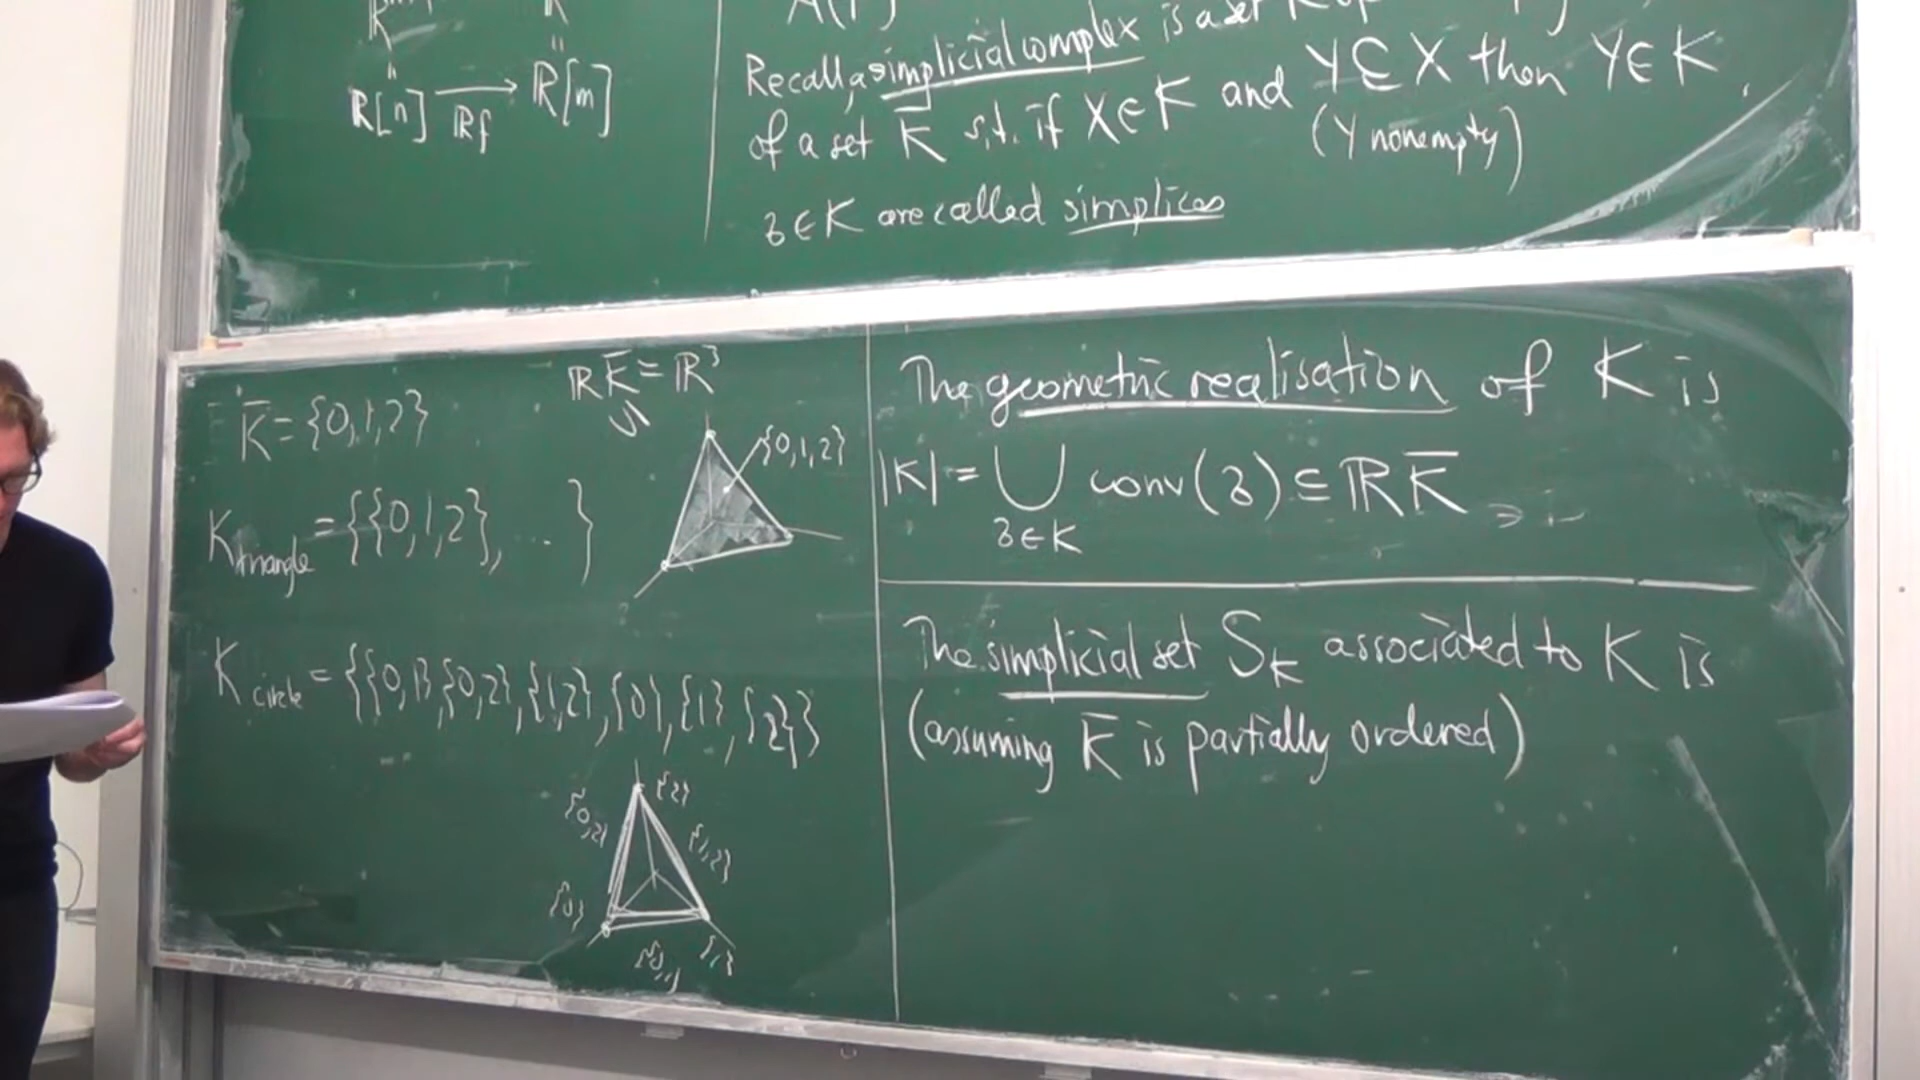 R[n] → R[m]
Rf
Recall, a simplicial complex is a set K of
of a set K̄ s.t. if X ∈ K and Y ⊆ X then Y ∈ K.
(Y nonempty)
З ∈ K are called simplices
K̄ = {0,1,2}
RK̄ = R³
{0,1,2}
K triangle = {{0,1,2}, ... }
K circle = {{0,1},{0,2},{1,2},{0},{1},{2}}
{2}
{0,2}
{1,2}
{0}
{0,1}
{1}
The geometric realisation of K is
|K| = ⋃ conv(З) ⊆ RK̄
З ∈ K
The simplicial set S_K associated to K is
(assuming K̄ is partially ordered)